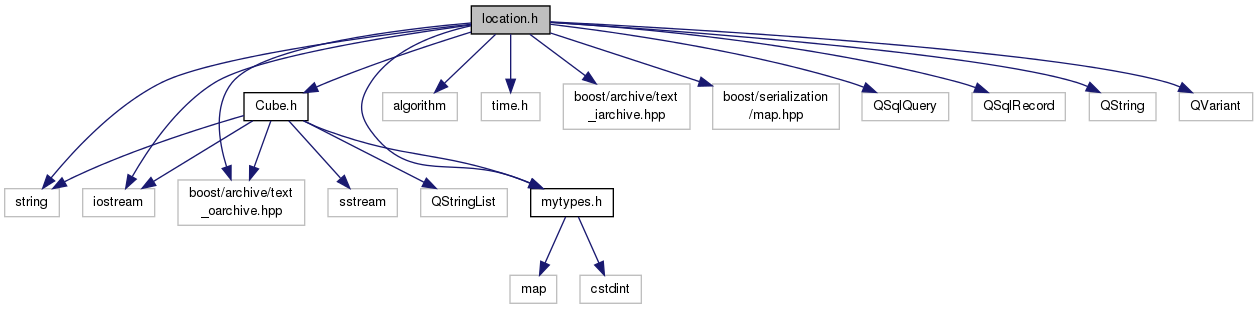 location.h
Cube.h
algorithm
time.h
boost/archive/text
_iarchive.hpp
boost/serialization
/map.hpp
QSqlQuery
QSqlRecord
QString
QVariant
string
iostream
boost/archive/text
_oarchive.hpp
sstream
QStringList
mytypes.h
map
cstdint